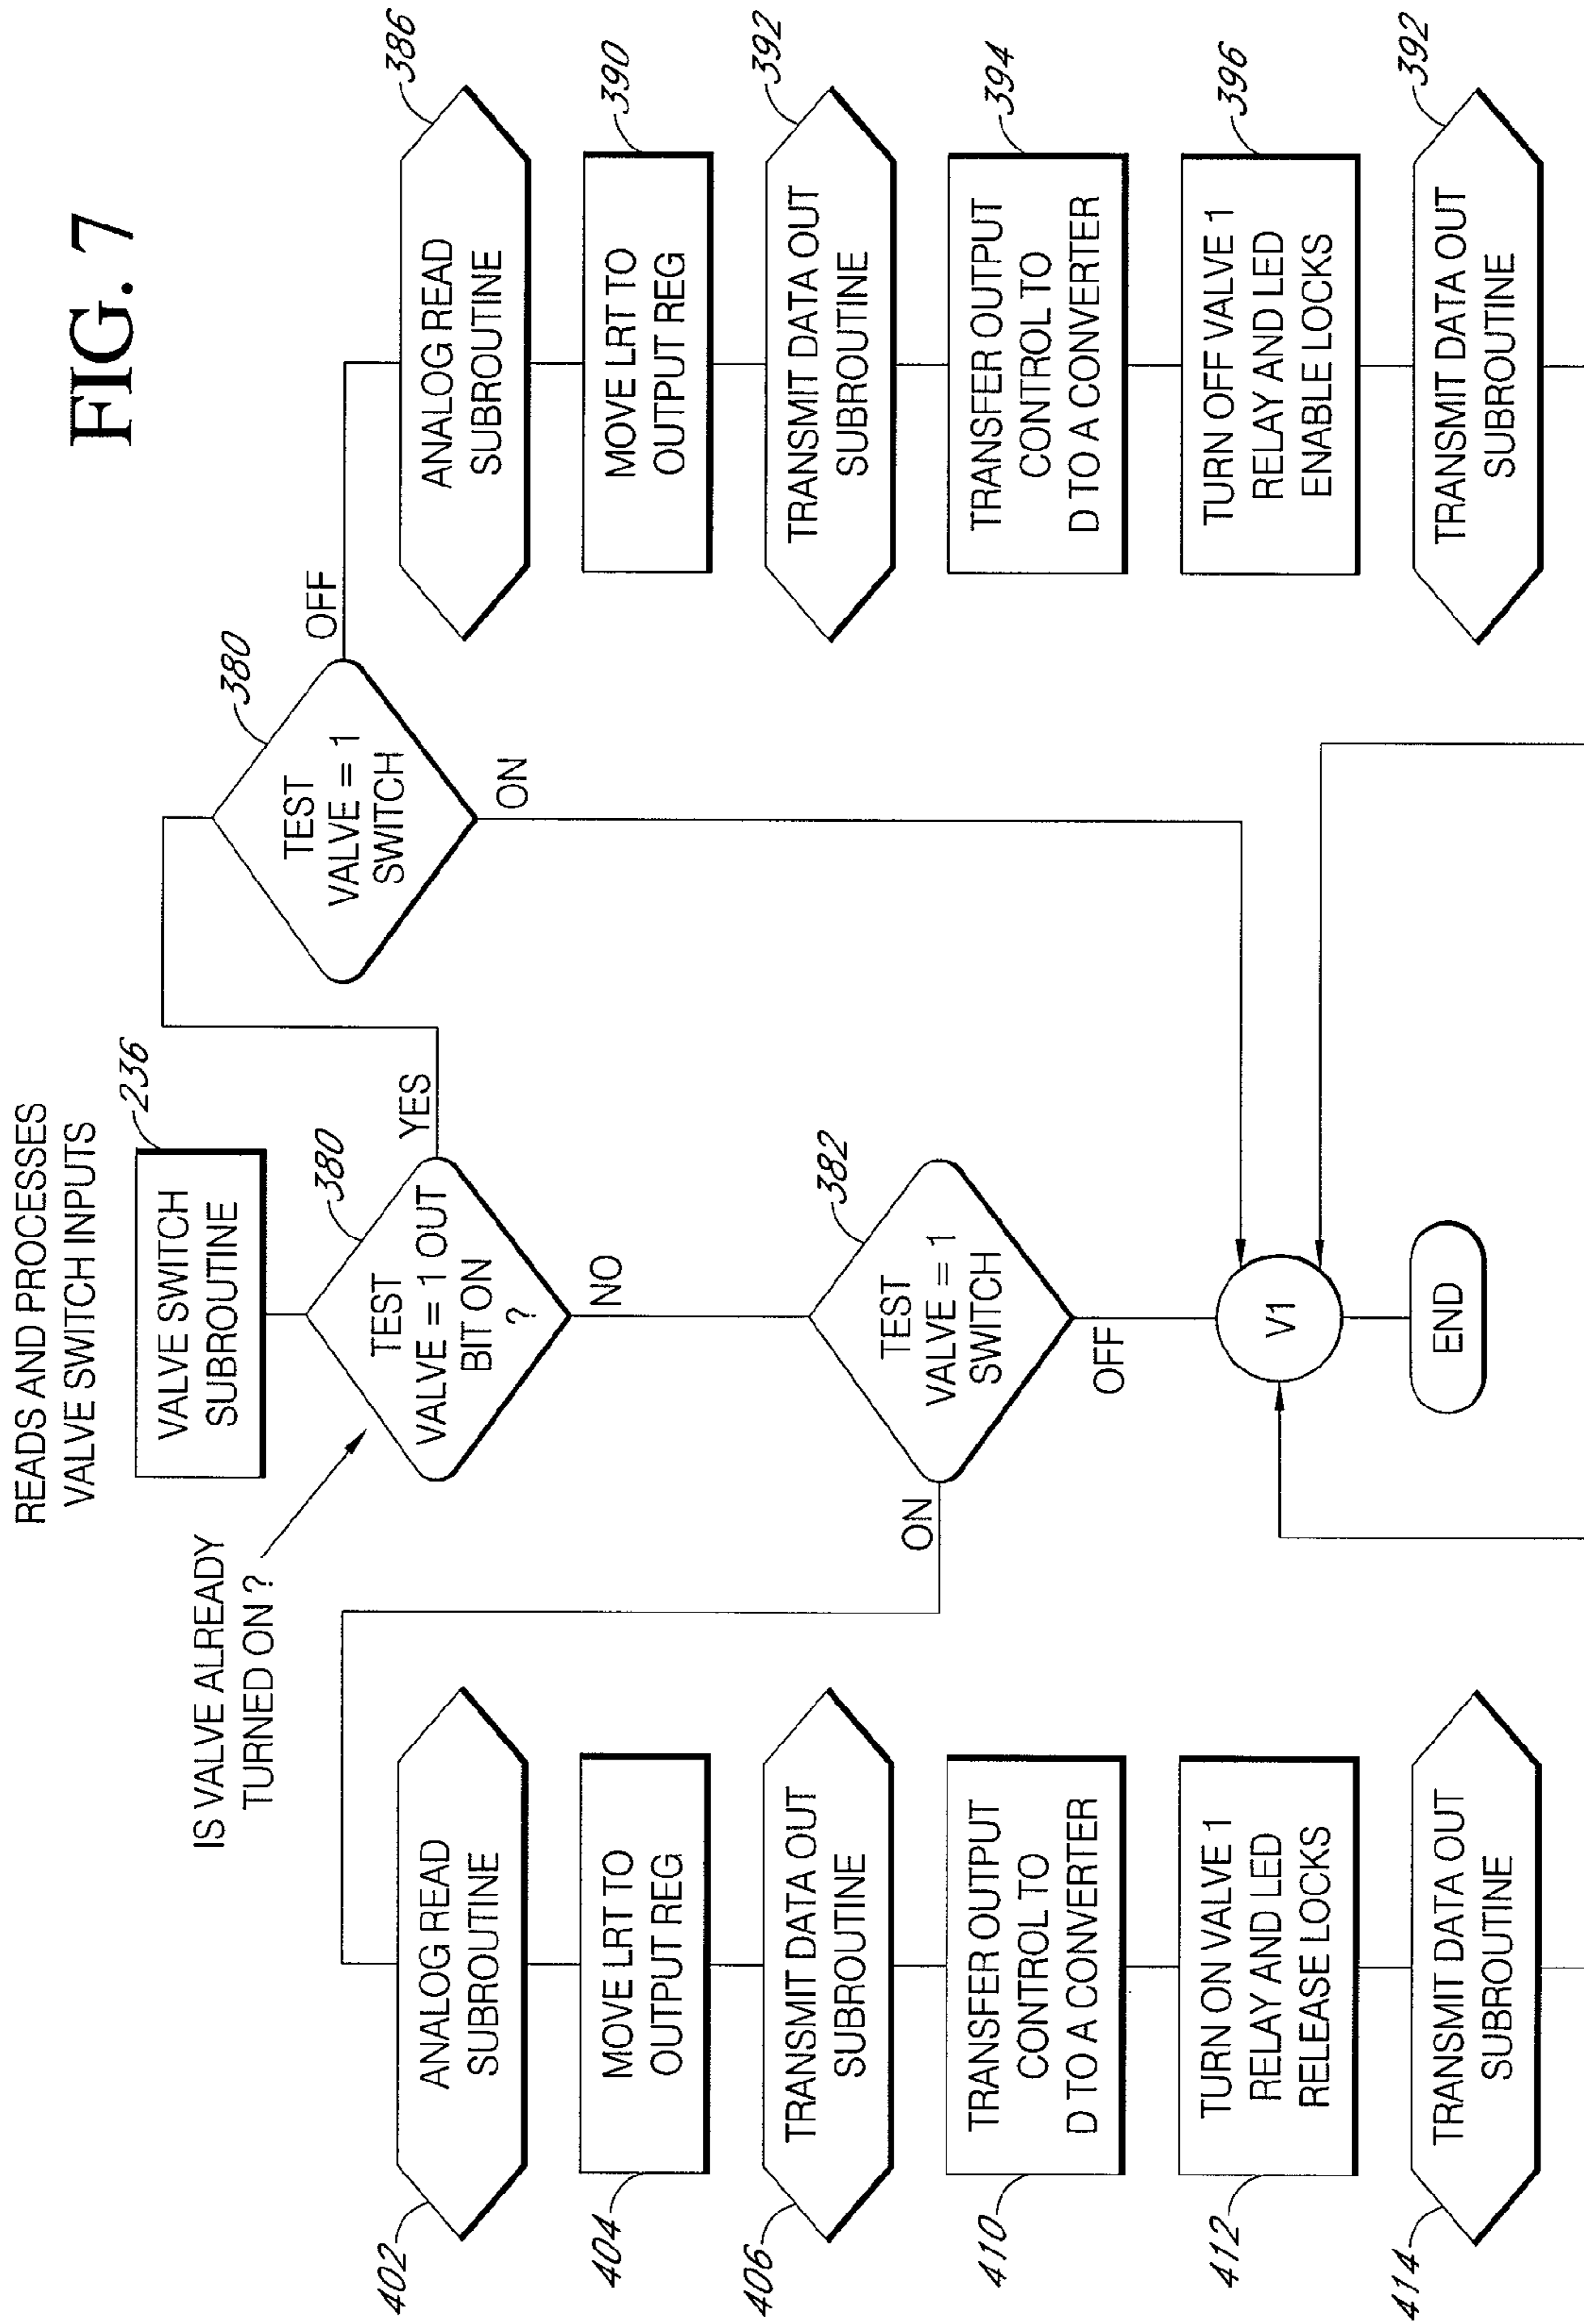 FIG. 7
READS AND PROCESSES
VALVE SWITCH INPUTS
VALVE SWITCH
SUBROUTINE
236
IS VALVE ALREADY
TURNED ON ?
TEST
VALVE = 1 OUT
BIT ON
?
380
YES
NO
TEST
VALVE = 1
SWITCH
380
OFF
ON
TEST
VALVE = 1
SWITCH
382
ON
OFF
V1
END
ANALOG READ
SUBROUTINE
402
MOVE LRT TO
OUTPUT REG
404
TRANSMIT DATA OUT
SUBROUTINE
406
TRANSFER OUTPUT
CONTROL TO
D TO A CONVERTER
410
TURN ON VALVE 1
RELAY AND LED
RELEASE LOCKS
412
TRANSMIT DATA OUT
SUBROUTINE
414
ANALOG READ
SUBROUTINE
386
MOVE LRT TO
OUTPUT REG
390
TRANSMIT DATA OUT
SUBROUTINE
392
TRANSFER OUTPUT
CONTROL TO
D TO A CONVERTER
394
TURN OFF VALVE 1
RELAY AND LED
ENABLE LOCKS
396
TRANSMIT DATA OUT
SUBROUTINE
392